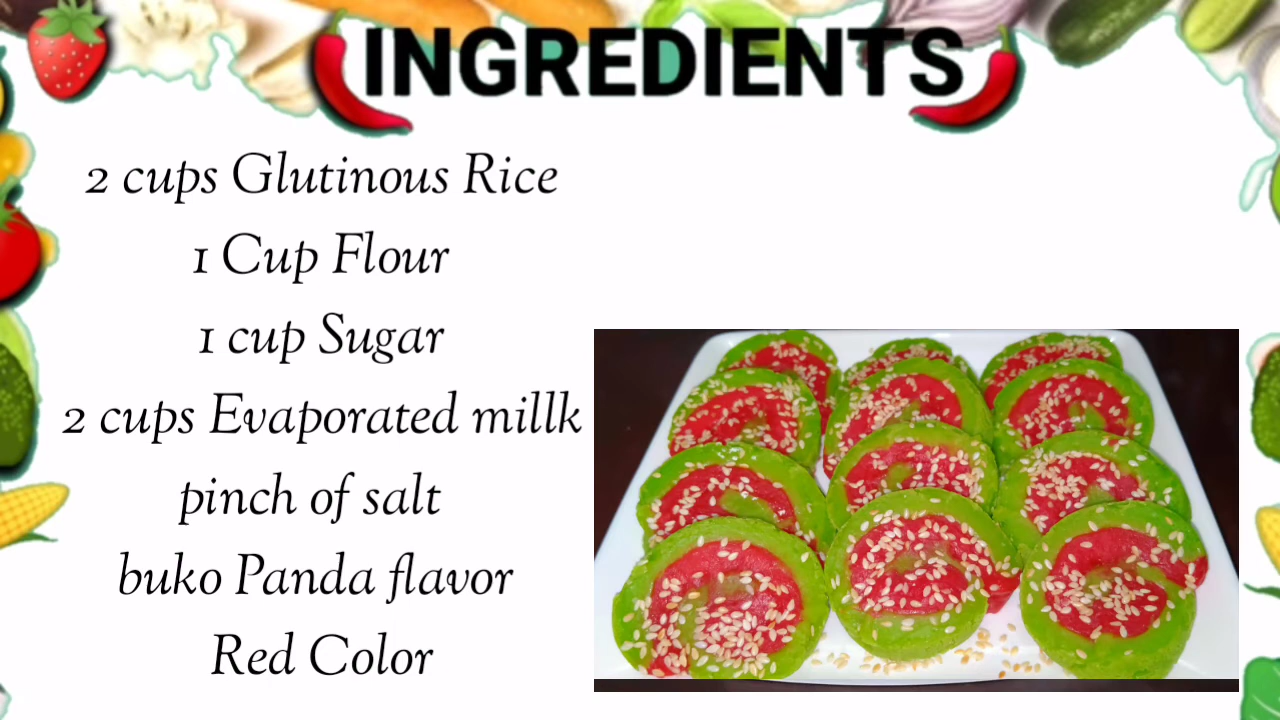 INGREDIENTS
2 cups Glutinous Rice
1 Cup Flour
1 cup Sugar
2 cups Evaporated millk
pinch of salt
buko Panda flavor
Red Color